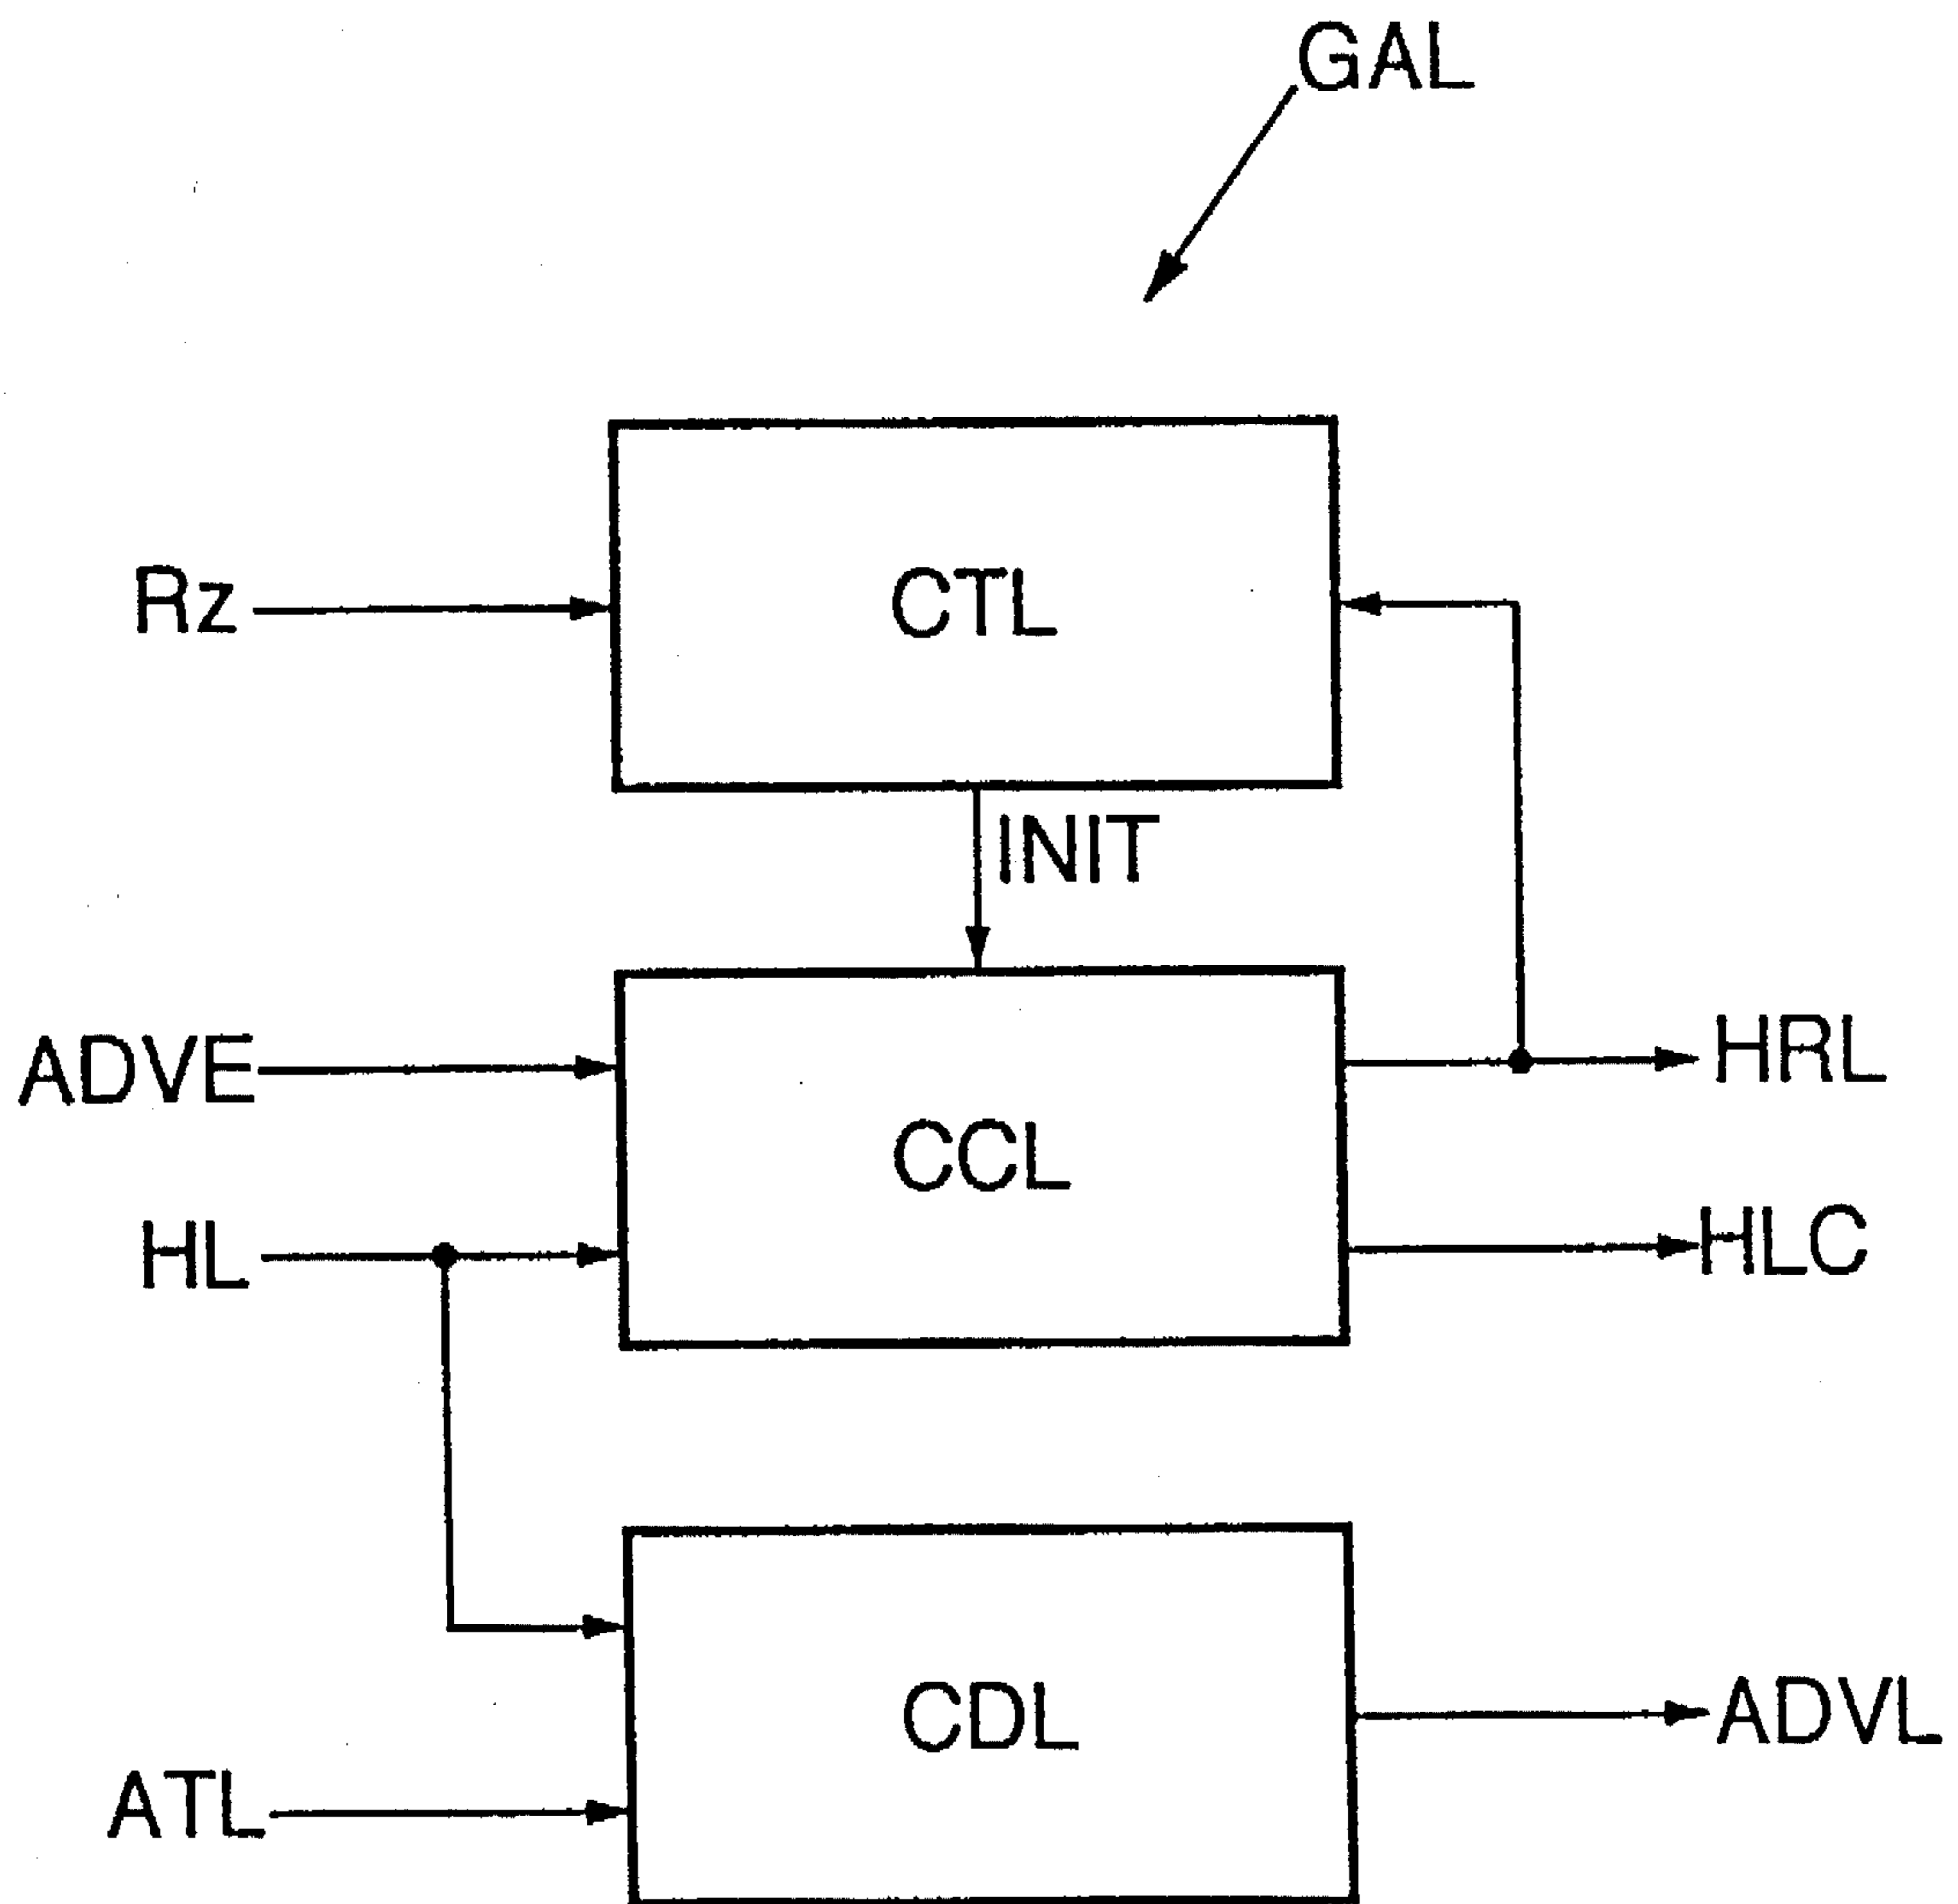 GAL
Rz
CTL
INIT
ADVE
HRL
CCL
HL
HLC
CDL
ADVL
ATL